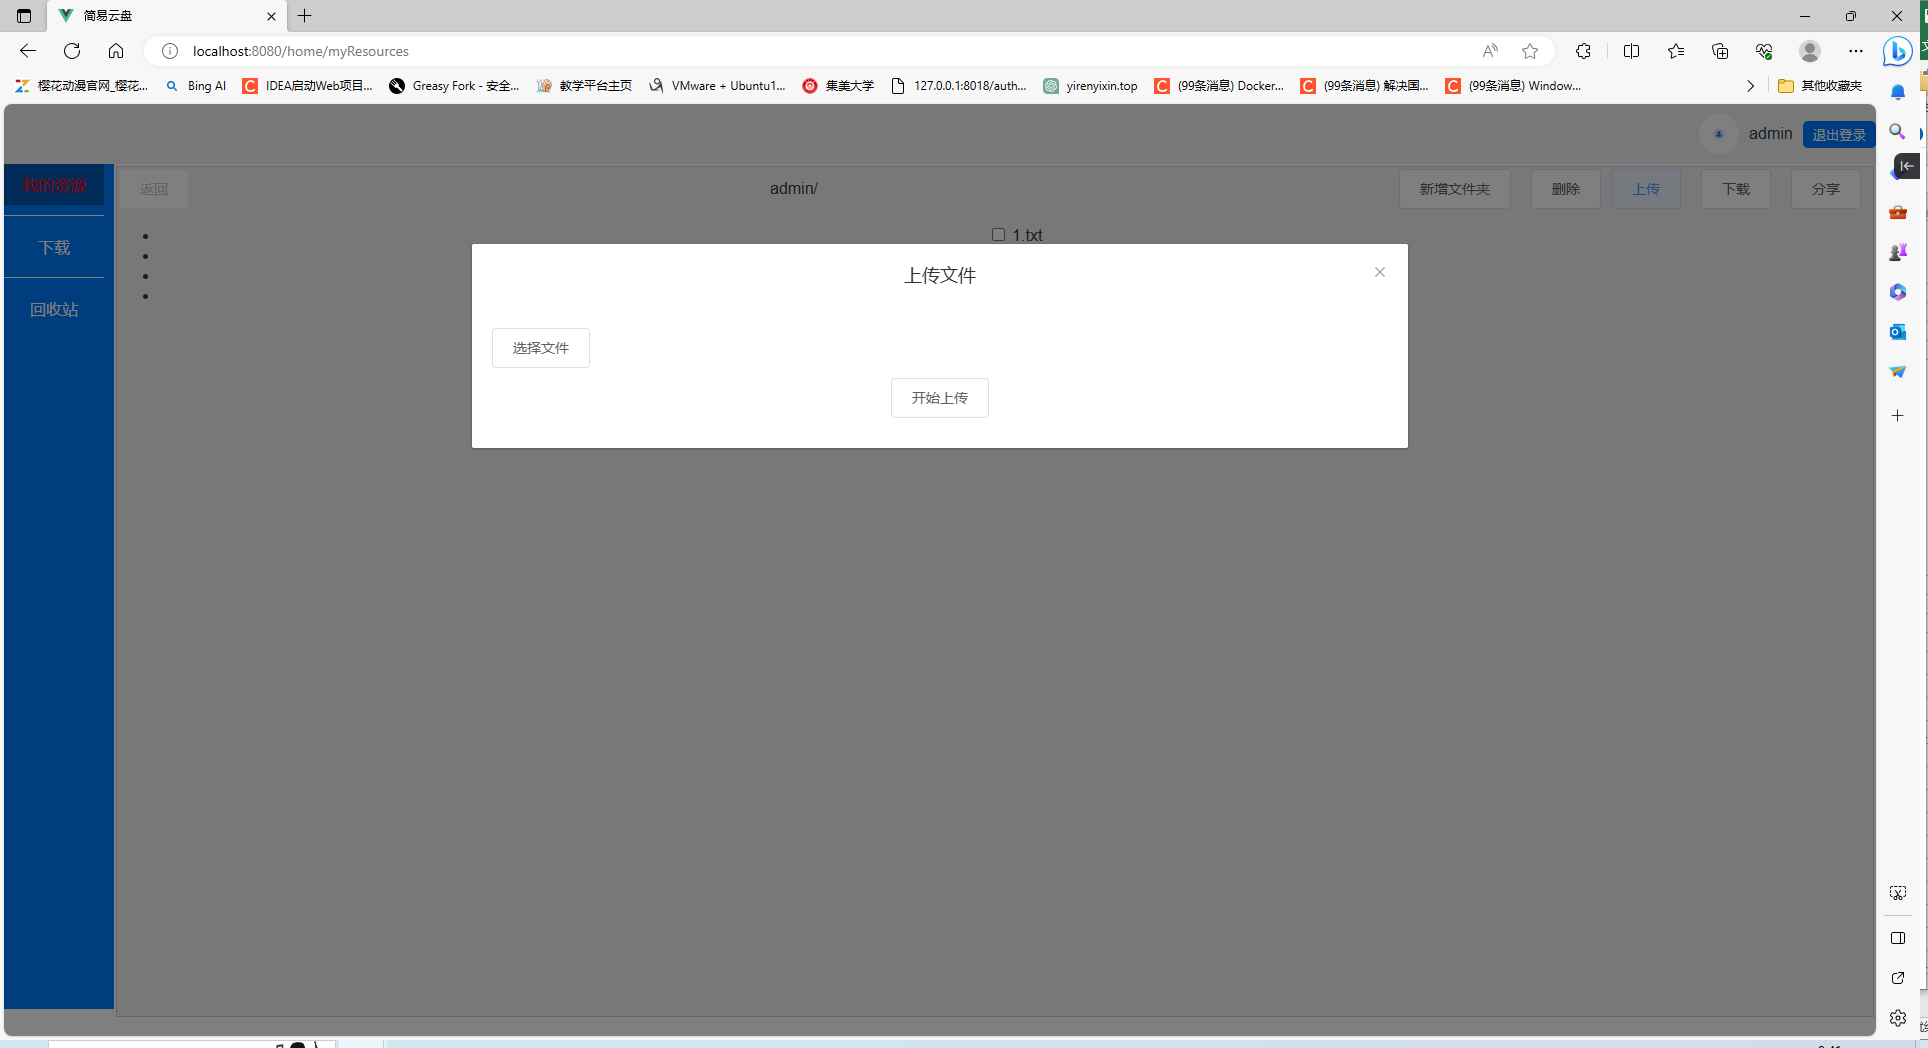 简易云盘
localhost:8080/home/myResources
樱花动漫官网_樱花... Bing AI IDEA启动Web项目... Greasy Fork - 安全... 教学平台主页 VMware + Ubuntu1... 集美大学 127.0.0.1:8018/auth... yirenyixin.top (99条消息) Docker... (99条消息) 解决国... (99条消息) Window... 其他收藏夹
admin 退出登录
我的资源
下载
回收站
返回 admin/ 新增文件夹 删除 上传 下载 分享
1.txt
上传文件
选择文件
开始上传